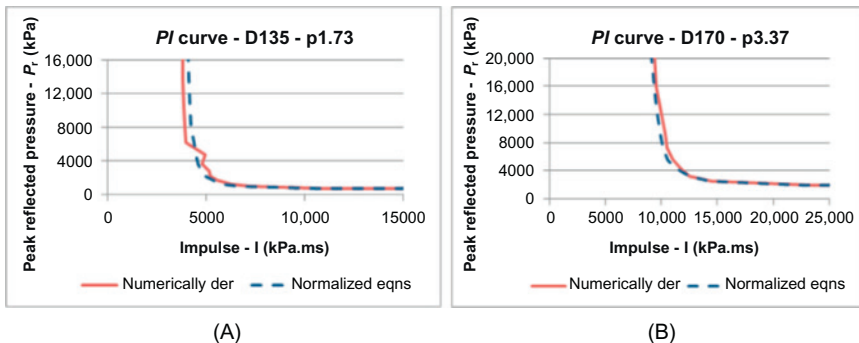 PI curve - D135 - p1.73
Peak reflected pressure - Pr (kPa)
16,000
12,000
8000
4000
0
0 5000 10,000 15000
Impulse - I (kPa.ms)
Numerically der Normalized eqns
(A)
PI curve - D170 - p3.37
Peak reflected pressure - Pr (kPa)
20,000
16,000
12,000
8000
4000
0
0 5000 10,000 15,000 20,000 25,000
Impulse - I (kPa.ms)
Numerically der Normalized eqns
(B)